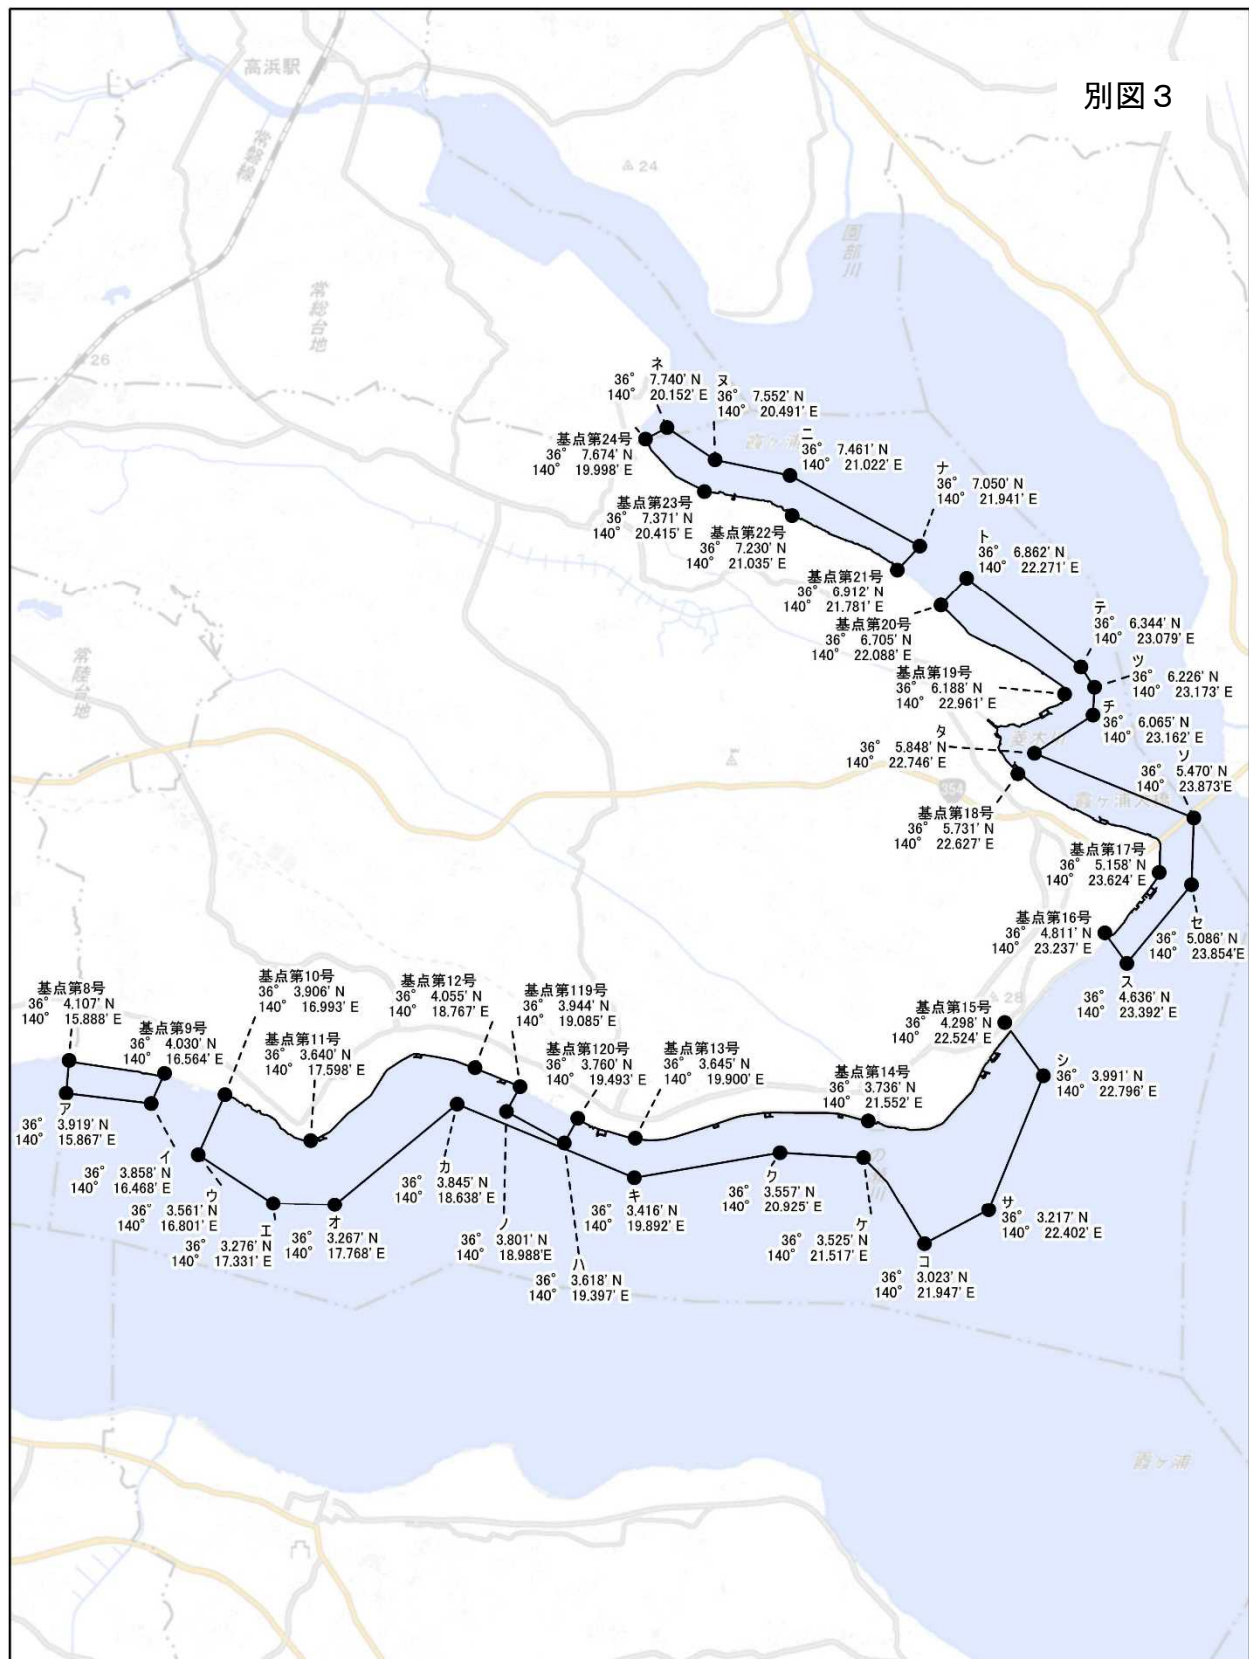 別図３
高浜駅
常磐線
24
園部川
常総台地
26
ネ
36° 7.740' N
140° 20.152' E
ヌ
36° 7.552' N
140° 20.491' E
霞ヶ浦
基点第24号
36° 7.674' N
140° 19.998' E
ニ
36° 7.461' N
140° 21.022' E
ナ
36° 7.050' N
140° 21.941' E
基点第23号
36° 7.371' N
140° 20.415' E
基点第22号
36° 7.230' N
140° 21.035' E
ト
36° 6.862' N
140° 22.271' E
基点第21号
36° 6.912' N
140° 21.781' E
基点第20号
36° 6.705' N
140° 22.088' E
テ
36° 6.344' N
140° 23.079' E
常陸台地
基点第19号
36° 6.188' N
140° 22.961' E
ツ
36° 6.226' N
140° 23.173' E
チ
36° 6.065' N
140° 23.162' E
タ
36° 5.848' N
140° 22.746' E
菱木川
ソ
36° 5.470' N
140° 23.873'E
354
霞ヶ浦大橋
基点第18号
36° 5.731' N
140° 22.627' E
基点第17号
36° 5.158' N
140° 23.624' E
基点第16号
36° 4.811' N
140° 23.237' E
セ
36° 5.086' N
140° 23.854'E
ス
36° 4.636' N
140° 23.392' E
28
基点第15号
36° 4.298' N
140° 22.524' E
基点第8号
36° 4.107' N
140° 15.888' E
基点第9号
36° 4.030' N
140° 16.564' E
基点第10号
36° 3.906' N
140° 16.993' E
基点第11号
36° 3.640' N
140° 17.598' E
基点第12号
36° 4.055' N
140° 18.767' E
基点第119号
36° 3.944' N
140° 19.085' E
基点第120号
36° 3.760' N
140° 19.493' E
基点第13号
36° 3.645' N
140° 19.900' E
基点第14号
36° 3.736' N
140° 21.552' E
シ
36° 3.991' N
140° 22.796' E
ア
36° 3.919' N
140° 15.867' E
イ
36° 3.858' N
140° 16.468' E
ウ
36° 3.561' N
140° 16.801' E
エ
36° 3.276' N
140° 17.331' E
オ
36° 3.267' N
140° 17.768' E
カ
36° 3.845' N
140° 18.638' E
ノ
36° 3.801' N
140° 18.988'E
ハ
36° 3.618' N
140° 19.397' E
キ
36° 3.416' N
140° 19.892' E
ク
36° 3.557' N
140° 20.925' E
ケ
36° 3.525' N
140° 21.517' E
コ
36° 3.023' N
140° 21.947' E
サ
36° 3.217' N
140° 22.402' E
霞ヶ浦